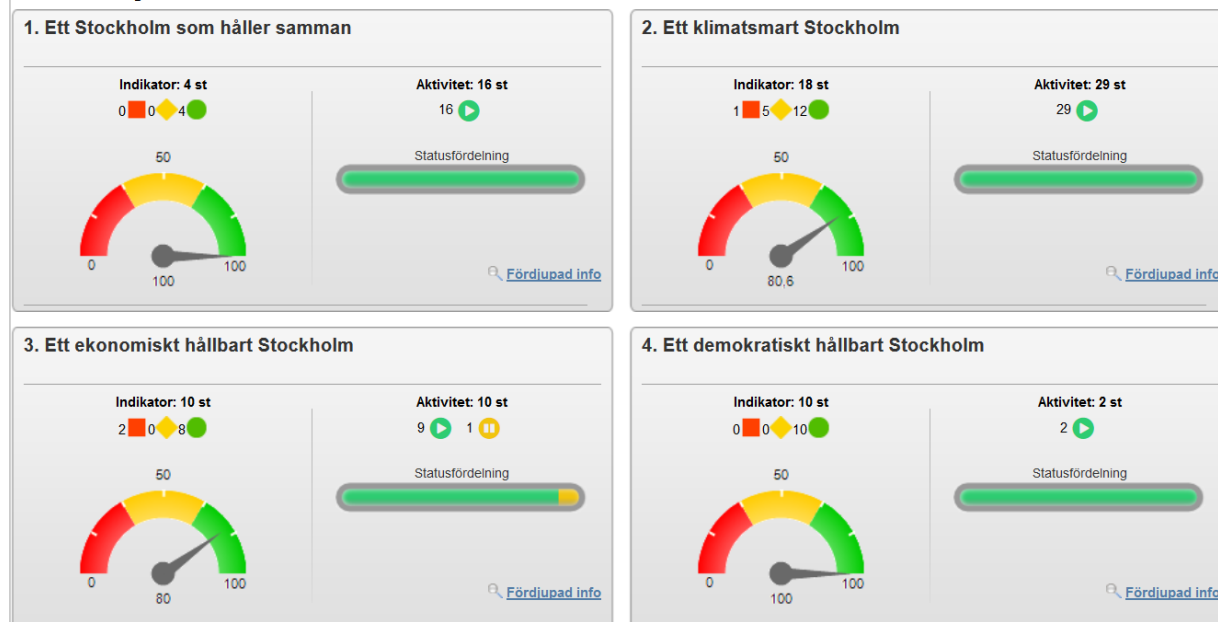 1. Ett Stockholm som håller samman
Indikator: 4 st
0 0 4
50
0
100
100
Aktivitet: 16 st
16
Statusfördelning
Fördjupad info
2. Ett klimatsmart Stockholm
Indikator: 18 st
1 5 12
50
0
100
80,6
Aktivitet: 29 st
29
Statusfördelning
Fördjupad info
3. Ett ekonomiskt hållbart Stockholm
Indikator: 10 st
2 0 8
50
0
100
80
Aktivitet: 10 st
9 1
Statusfördelning
Fördjupad info
4. Ett demokratiskt hållbart Stockholm
Indikator: 10 st
0 0 10
50
0
100
100
Aktivitet: 2 st
2
Statusfördelning
Fördjupad info